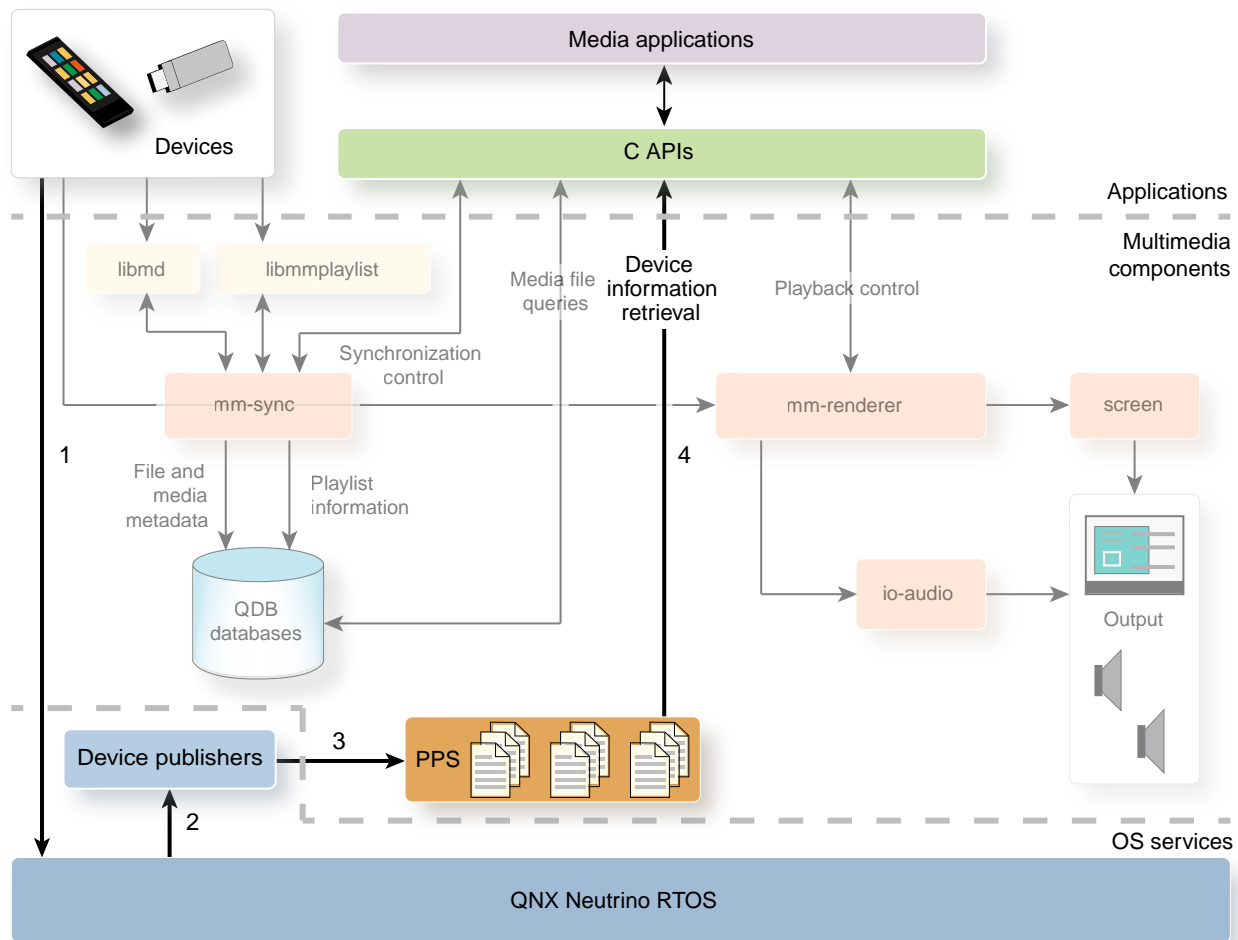 Media applications
Devices
C APIs
Applications
Multimedia
components
libmd
libmmplaylist
Media file
queries
Device
information
retrieval
Playback control
Synchronization
control
mm-sync
mm-renderer
screen
1
4
File and
media
metadata
Playlist
information
QDB
databases
io-audio
Output
Device publishers
3
PPS
2
OS services
QNX Neutrino RTOS